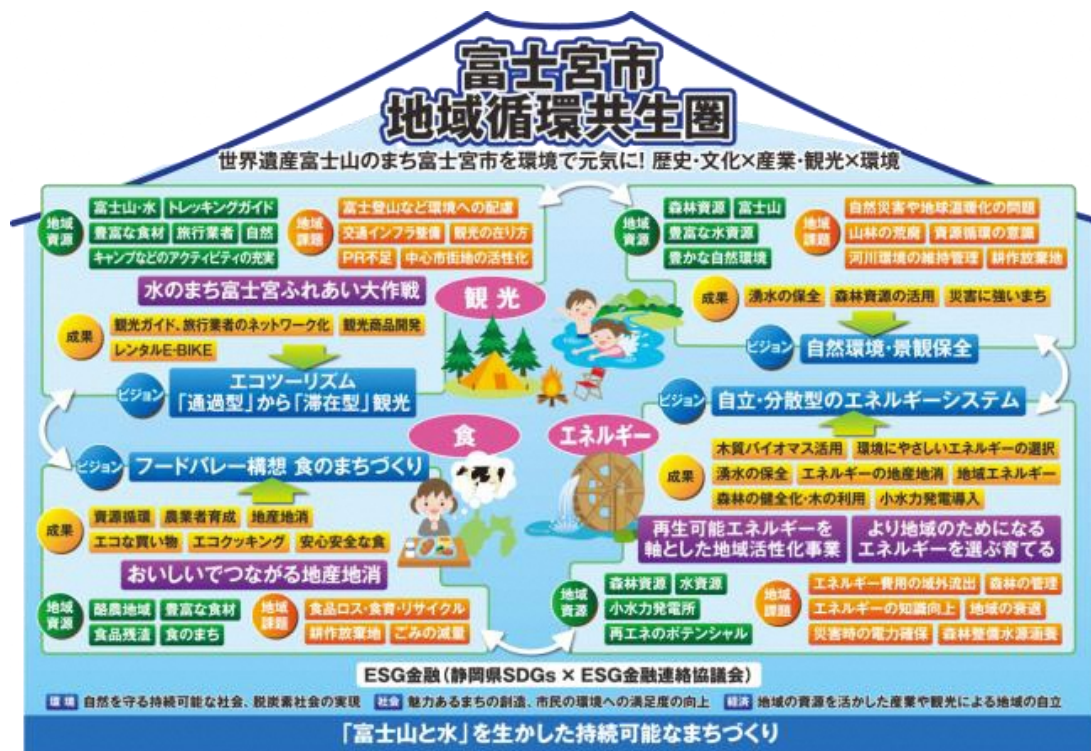 富士宮市
地域循環共生圏
世界遺産富士山のまち富士宮市を環境で元気に! 歴史・文化×産業・観光×環境
地域資源
富士山・水 トレッキングガイド
豊富な食材 旅行業者 自然
キャンプなどのアクティビティの充実
地域課題
富士登山など環境への配慮
交通インフラ整備 観光の在り方
PR不足 中心市街地の活性化
水のまち富士宮ふれあい大作戦
観光
成果
観光ガイド、旅行業者のネットワーク化 観光商品開発
レンタルE-BIKE
ビジョン
エコツーリズム
「通過型」から「滞在型」観光
地域資源
森林資源 富士山
豊富な水資源
豊かな自然環境
地域課題
自然災害や地球温暖化の問題
山林の荒廃 資源循環の意識
河川環境の維持管理 耕作放棄地
成果
湧水の保全 森林資源の活用 災害に強いまち
ビジョン
自然環境・景観保全
食
ビジョン
フードバレー構想 食のまちづくり
成果
資源循環 農業者育成 地産地消
エコな買い物 エコクッキング 安心安全な食
おいしいでつながる地産地消
地域資源
酪農地域 豊富な食材
食品残渣 食のまち
地域課題
食品ロス・食育・リサイクル
耕作放棄地 ごみの減量
エネルギー
ビジョン
自立・分散型のエネルギーシステム
成果
木質バイオマス活用 環境にやさしいエネルギーの選択
湧水の保全 エネルギーの地産地消 地域エネルギー
森林の健全化・木の利用 小水力発電導入
再生可能エネルギーを
軸とした地域活性化事業
より地域のためになる
エネルギーを選ぶ育てる
地域資源
森林資源 水資源
小水力発電所
再エネのポテンシャル
地域課題
エネルギー費用の域外流出 森林の管理
エネルギーの知識向上 地域の衰退
災害時の電力確保 森林整備水源涵養
ESG金融(静岡県SDGs × ESG金融連絡協議会)
環境 自然を守る持続可能な社会、脱炭素社会の実現 社会 魅力あるまちの創造、市民の環境への満足度の向上 経済 地域の資源を活かした産業や観光による地域の自立
「富士山と水」を生かした持続可能なまちづくり